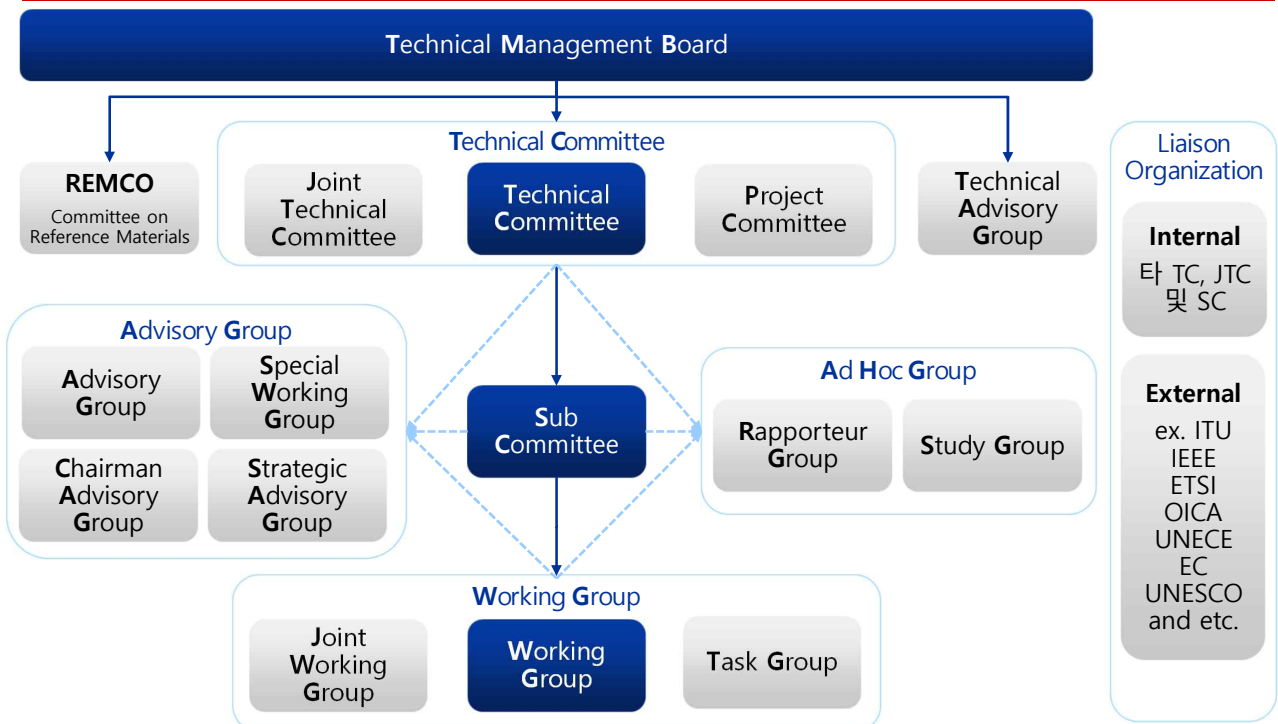 Technical Management Board
Technical Committee
REMCO
Committee on
Reference Materials
Joint
Technical
Committee
Technical
Committee
Project
Committee
Technical
Advisory
Group
Liaison
Organization
Internal
타 TC, JTC
및 SC
External
ex. ITU
IEEE
ETSI
OICA
UNECE
EC
UNESCO
and etc.
Advisory Group
Advisory
Group
Special
Working
Group
Chairman
Advisory
Group
Strategic
Advisory
Group
Sub
Committee
Ad Hoc Group
Rapporteur
Group
Study Group
Working Group
Joint
Working
Group
Working
Group
Task Group